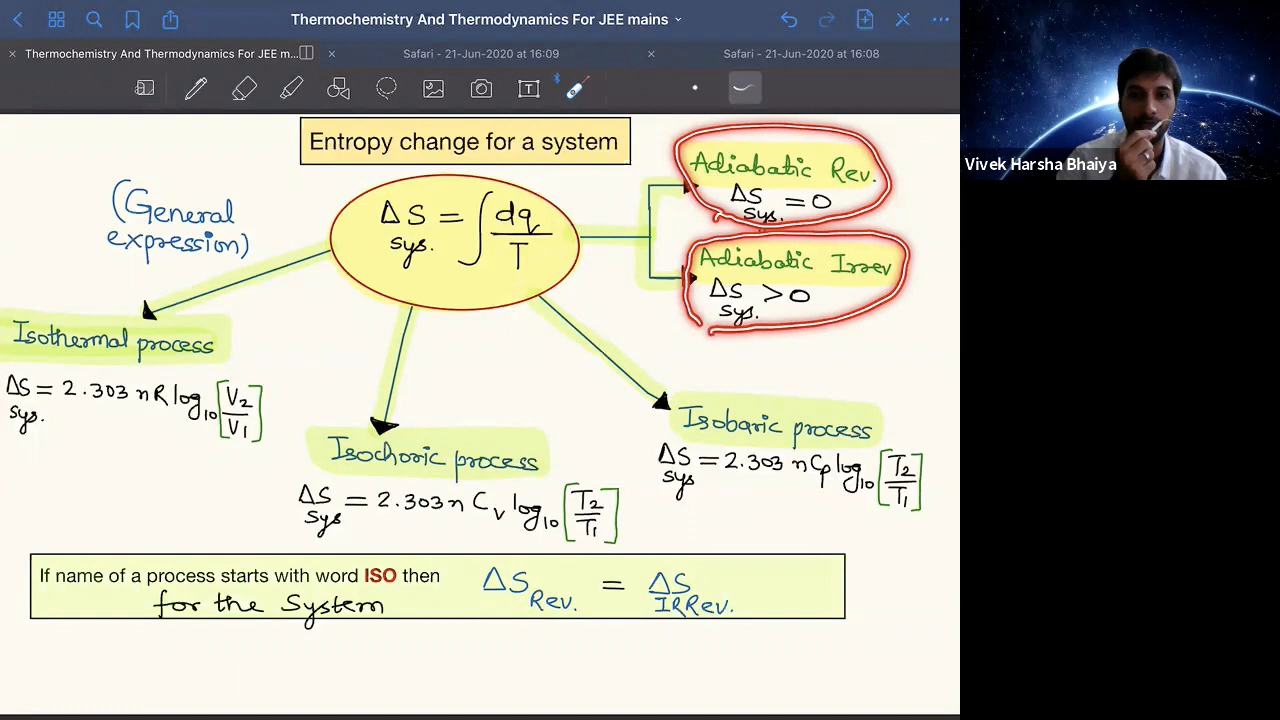 Thermochemistry And Thermodynamics For JEE mains
Thermochemistry And Thermodynamics For JEE m...
Safari - 21-Jun-2020 at 16:09
Safari - 21-Jun-2020 at 16:08
T
Entropy change for a system
(General
expression)
ΔS sys. = ∫ dq/T
Adiabatic Rev.
ΔS sys. = 0
Adiabatic Irrev
ΔS sys. > 0
Isothermal process
ΔS sys. = 2.303 nR log₁₀ [V₂/V₁]
Isochoric process
ΔS sys = 2.303 n Cᵥ log₁₀ [T₂/T₁]
Isobaric process
ΔS sys = 2.303 n Cp log₁₀ [T₂/T₁]
If name of a process starts with word ISO then
for the System
ΔS Rev. = ΔS IRRev.
Vivek Harsha Bhaiya